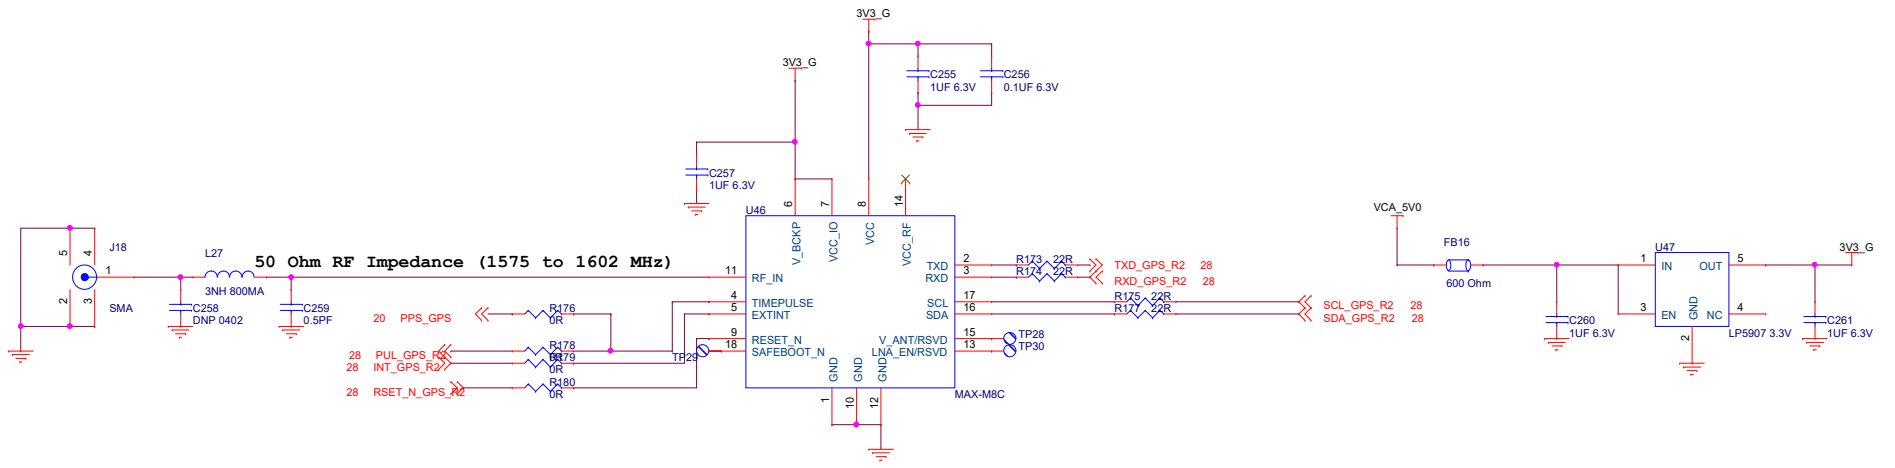 3V3_G
3V3_G
C255
1UF 6.3V
C256
0.1UF 6.3V
C257
1UF 6.3V
6
7
8
14
U46
V_BCKP
VCC_IO
VCC
VCC_RF
VCA_5V0
FB16
600 Ohm
U47
3V3_G
J18
5
4
1
2
3
SMA
L27
3NH 800MA
50 Ohm RF Impedance (1575 to 1602 MHz)
C258
DNP 0402
C259
0.5PF
11
RF_IN
4
TIMEPULSE
5
EXTINT
9
RESET_N
18
SAFEBOOT_N
TXD
2
R173
22R
TXD_GPS_R2
28
RXD
3
R174
22R
RXD_GPS_R2
28
SCL
17
R175
22R
SCL_GPS_R2
28
SDA
16
R177
22R
SDA_GPS_R2
28
V_ANT/RSVD
15
TP28
LNA_EN/RSVD
13
TP30
20
PPS_GPS
R176
0R
28
PUL_GPS_R2
R178
0R
28
INT_GPS_R2
R179
0R
28
RSET_N_GPS_R2
R180
0R
TP29
GND
GND
GND
1
10
12
MAX-M8C
1
IN
OUT
5
3
EN
GND
NC
4
2
LP5907 3.3V
C260
1UF 6.3V
C261
1UF 6.3V